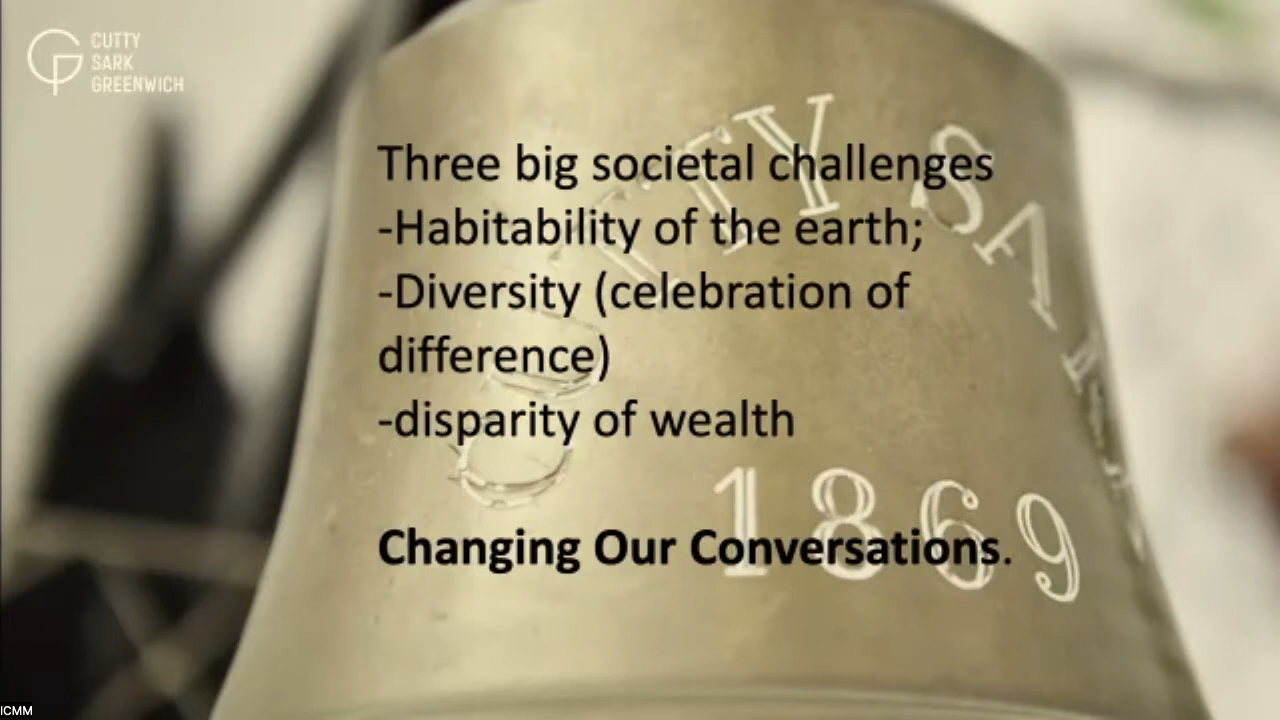 CUTTY
SARK
GREENWICH
CUTTY SARK
1869
Three big societal challenges
-Habitability of the earth;
-Diversity (celebration of
difference)
-disparity of wealth
Changing Our Conversations.
ICMM